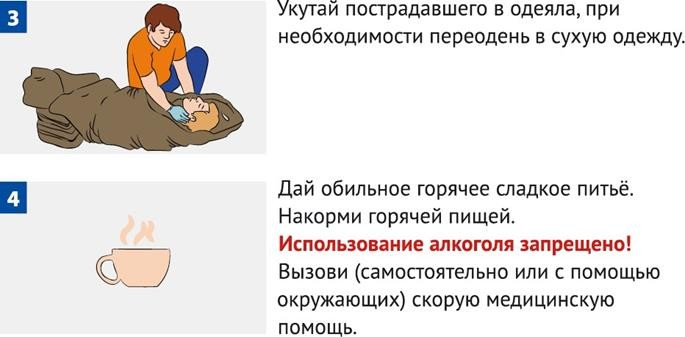 3
Укутай пострадавшего в одеяла, при
необходимости переодень в сухую одежду.
4
Дай обильное горячее сладкое питьё.
Накорми горячей пищей.
Использование алкоголя запрещено!
Вызови (самостоятельно или с помощью
окружающих) скорую медицинскую
помощь.